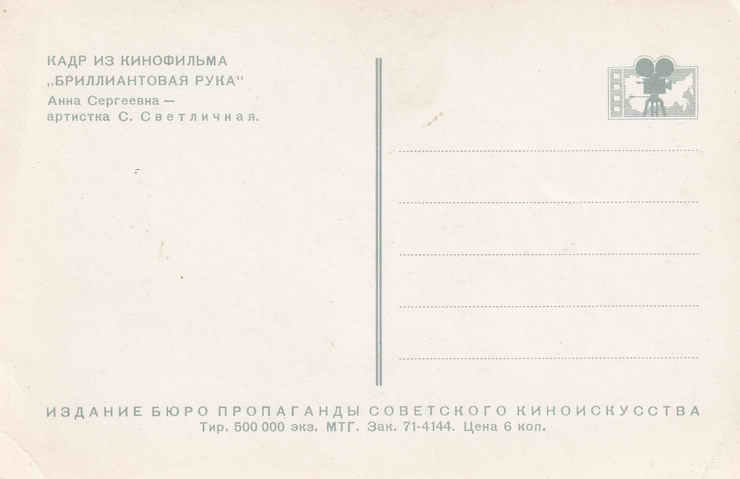 КАДР ИЗ КИНОФИЛЬМА
„БРИЛЛИАНТОВАЯ РУКА“
Анна Сергеевна —
артистка С. Светличная.
ИЗДАНИЕ БЮРО ПРОПАГАНДЫ СОВЕТСКОГО КИНОИСКУССТВА
Тир. 500 000 экз. МТГ. Зак. 71-4144. Цена 6 коп.